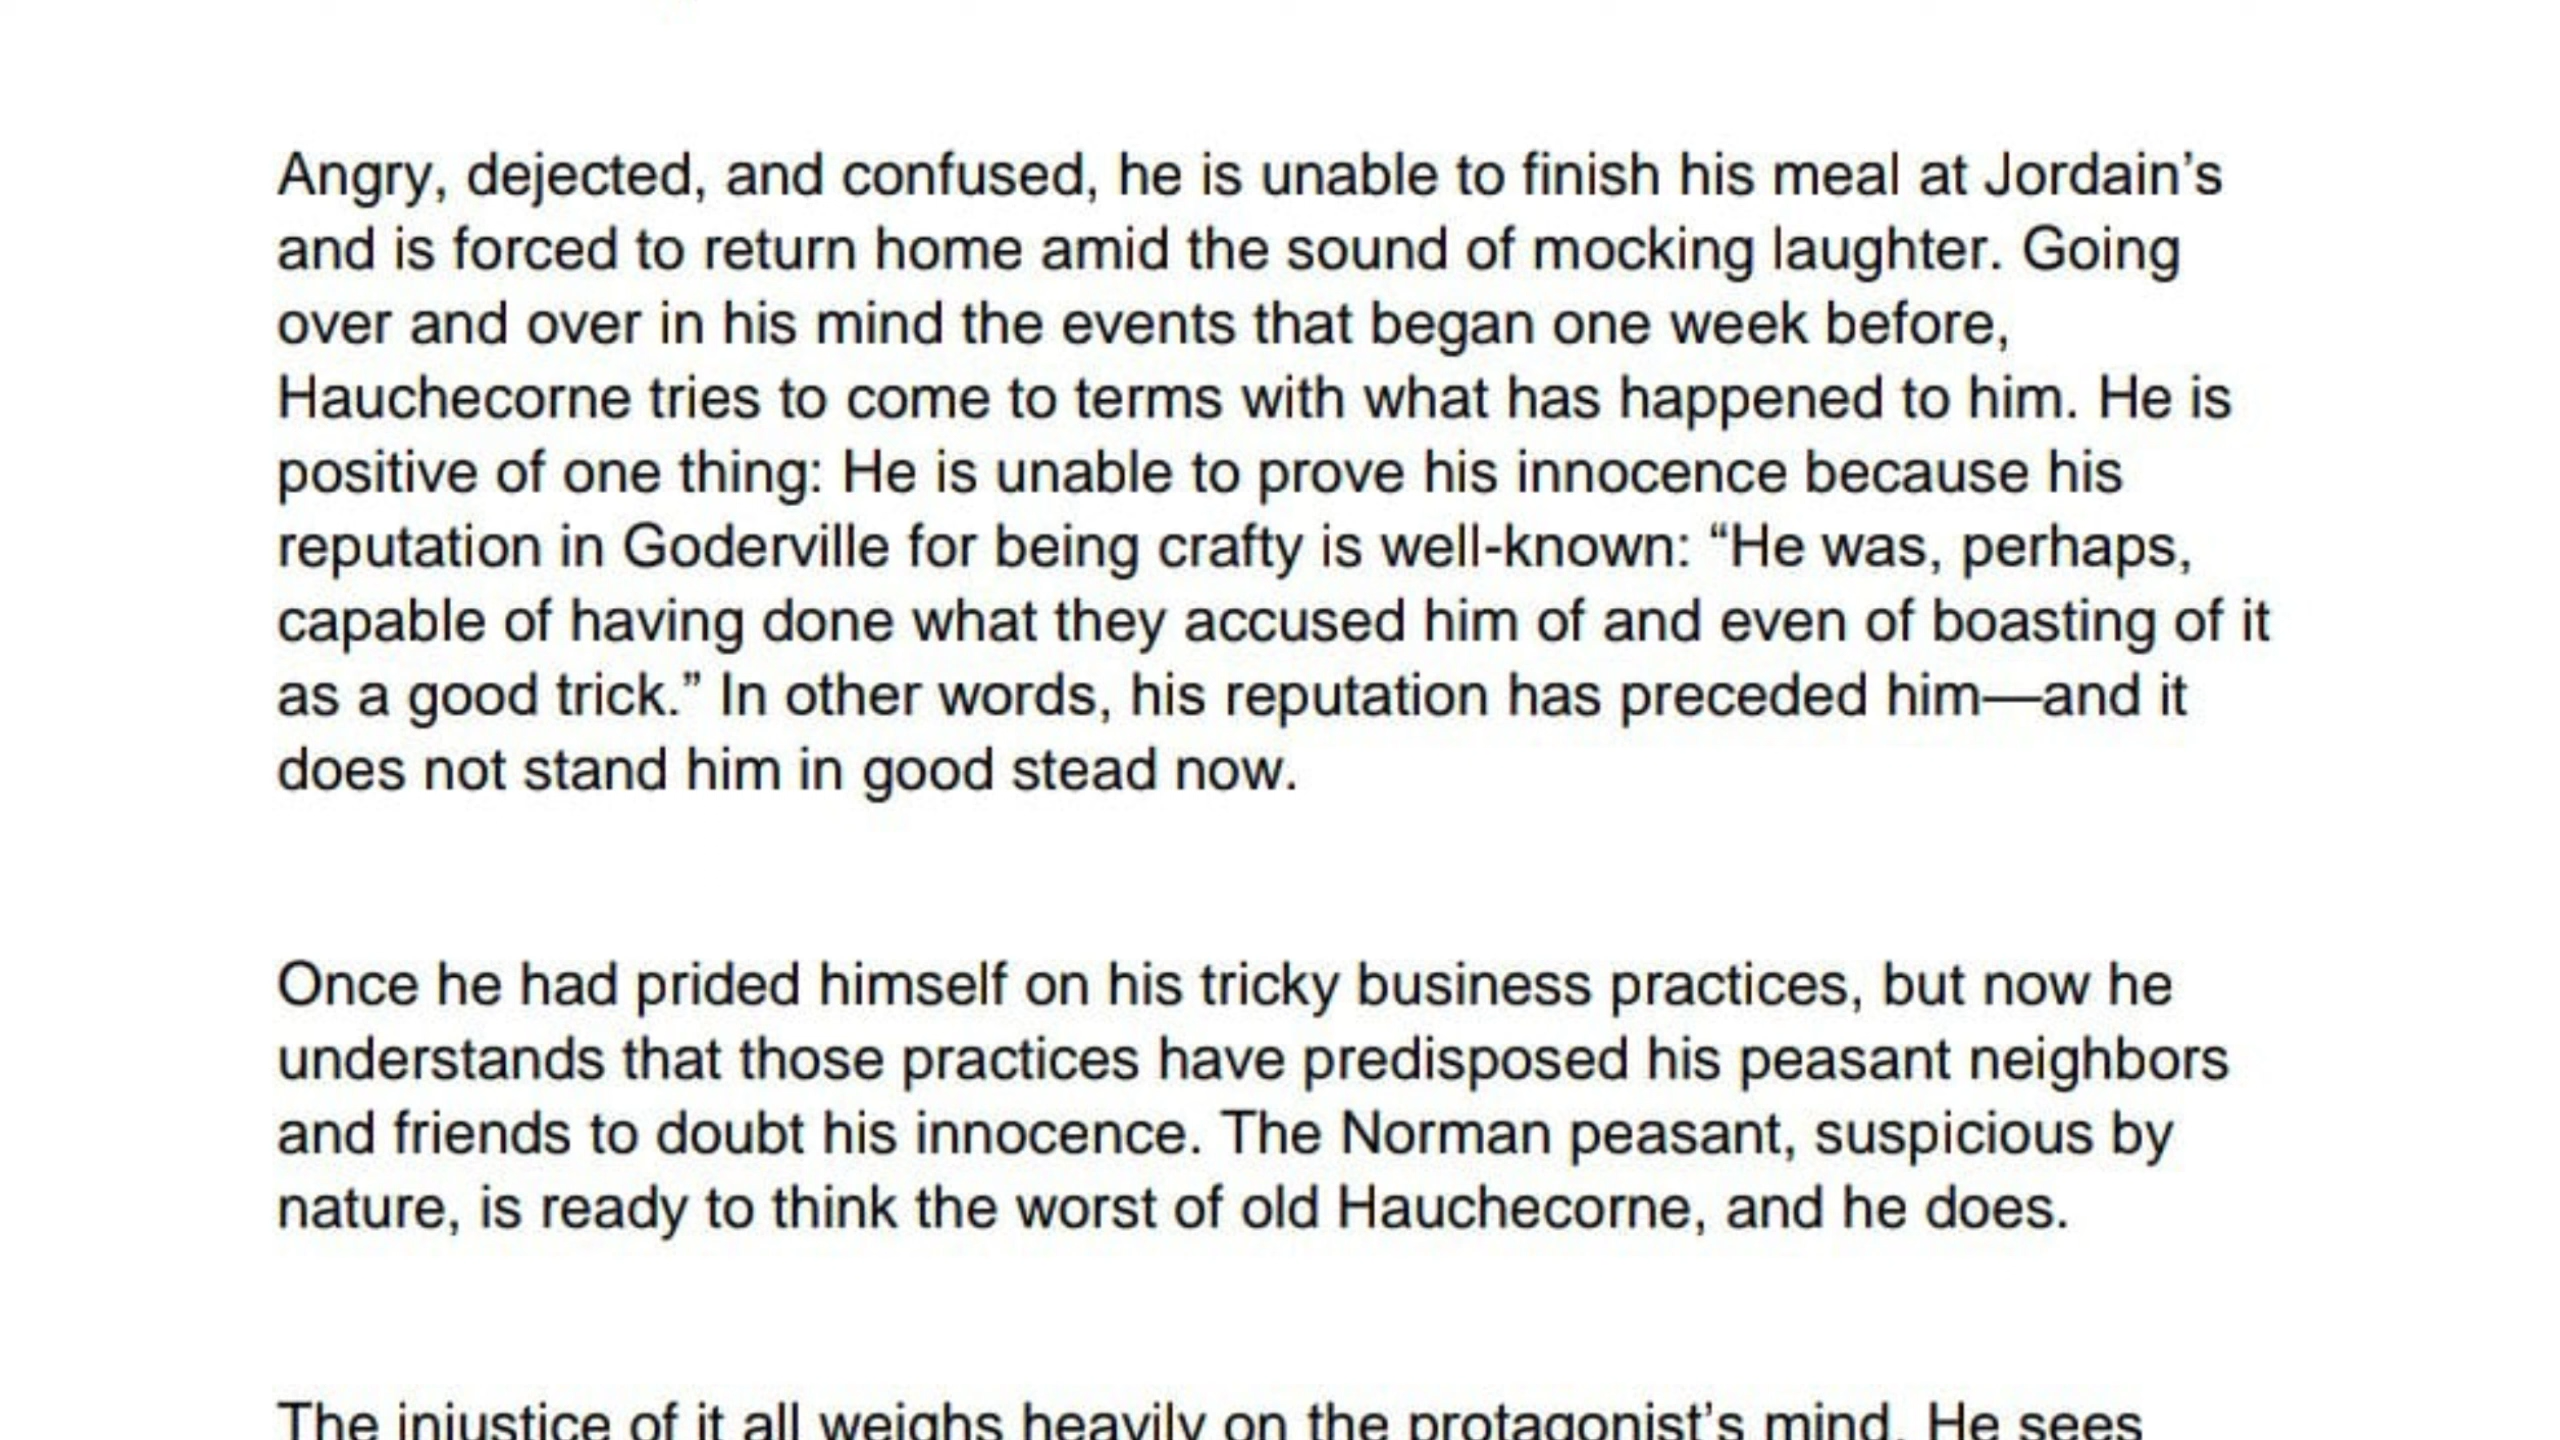 Angry, dejected, and confused, he is unable to finish his meal at Jordain’s
and is forced to return home amid the sound of mocking laughter. Going
over and over in his mind the events that began one week before,
Hauchecorne tries to come to terms with what has happened to him. He is
positive of one thing: He is unable to prove his innocence because his
reputation in Goderville for being crafty is well-known: “He was, perhaps,
capable of having done what they accused him of and even of boasting of it
as a good trick.” In other words, his reputation has preceded him—and it
does not stand him in good stead now.
Once he had prided himself on his tricky business practices, but now he
understands that those practices have predisposed his peasant neighbors
and friends to doubt his innocence. The Norman peasant, suspicious by
nature, is ready to think the worst of old Hauchecorne, and he does.
The injustice of it all weighs heavily on the protagonist’s mind. He sees